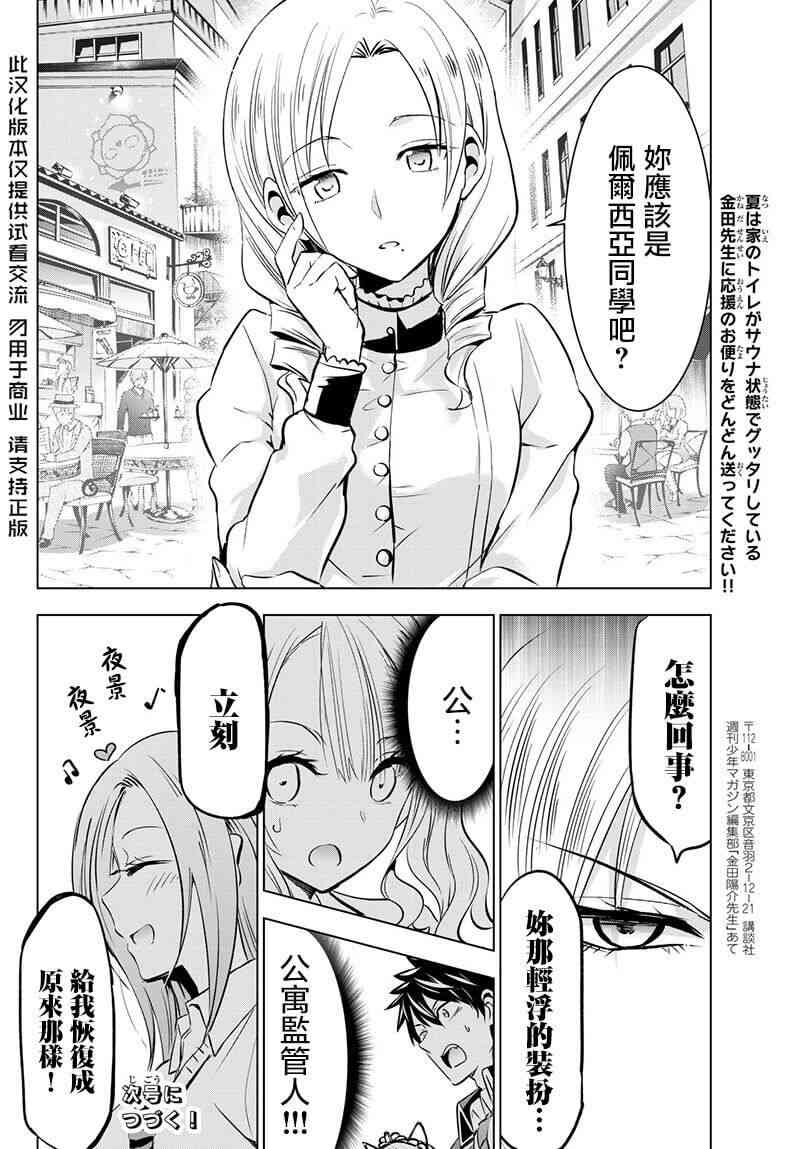 妳應該是
佩爾西亞同學吧？
夏は家のトイレがサウナ状態でグッタリしている
金田先生に応援のお便りをどんどん送ってください!!
〒112-8001 東京都文京区音羽2-12-21 講談社
週刊少年マガジン編集部「金田陽介先生」あて
怎麼回事？
妳那輕浮的裝扮…
公…
公寓監管人!!!
立刻
給我恢復成
原來那樣！
夜景
夜景
次号に
つづく！
此汉化版本仅提供试看交流 勿用于商业 请支持正版